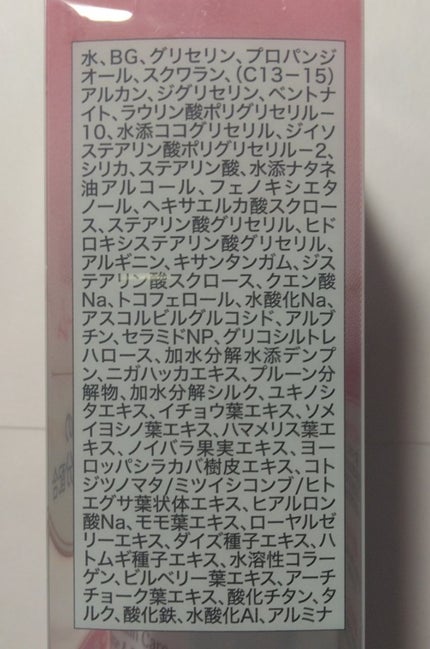 水、BG、グリセリン、プロパンジ
オール、スクワラン、(C13-15)
アルカン、ジグリセリン、ベントナ
イト、ラウリン酸ポリグリセリル-
10、水添ココグリセリル、ジイソ
ステアリン酸ポリグリセリル-2、
シリカ、ステアリン酸、水添ナタネ
油アルコール、フェノキシエタ
ノール、ヘキサエルカ酸スクロー
ス、ステアリン酸グリセリル、ヒド
ロキシステアリン酸グリセリル、
アルギニン、キサンタンガム、ジス
テアリン酸スクロース、クエン酸
Na、トコフェロール、水酸化Na、
アスコルビルグルコシド、アルブ
チン、セラミドNP、グリコシルトレ
ハロース、加水分解水添デンプ
ン、ニガハッカエキス、プルーン分
解物、加水分解シルク、ユキノシ
タエキス、イチョウ葉エキス、ソメ
イヨシノ葉エキス、ハマメリス葉エ
キス、ノイバラ果実エキス、ヨー
ロッパシラカバ樹皮エキス、コト
ジツノマタ/ミツイシコンブ/ヒト
エグサ葉状体エキス、ヒアルロン
酸Na、モモ葉エキス、ローヤルゼ
リーエキス、ダイズ種子エキス、ハ
トムギ種子エキス、水溶性コラー
ゲン、ビルベリー葉エキス、アーチ
チョーク葉エキス、酸化チタン、タ
ルク、酸化鉄、水酸化Al、アルミナ